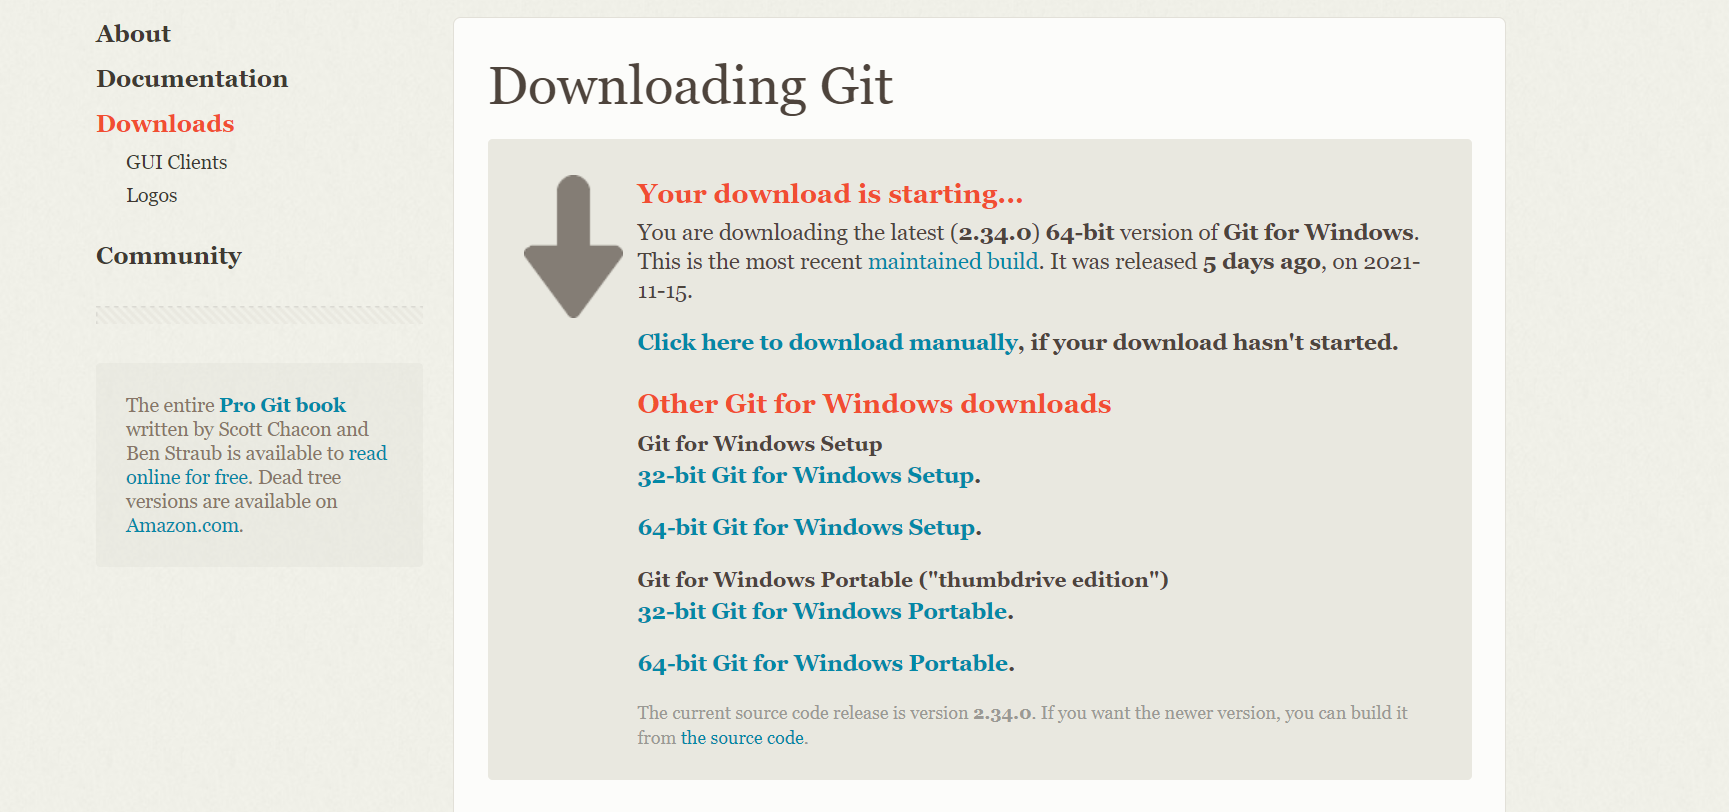 About
Documentation
Downloads
GUI Clients
Logos
Community
The entire Pro Git book
written by Scott Chacon and
Ben Straub is available to read
online for free. Dead tree
versions are available on
Amazon.com.
Downloading Git
Your download is starting...
You are downloading the latest (2.34.0) 64-bit version of Git for Windows.
This is the most recent maintained build. It was released 5 days ago, on 2021-
11-15.
Click here to download manually, if your download hasn't started.
Other Git for Windows downloads
Git for Windows Setup
32-bit Git for Windows Setup.
64-bit Git for Windows Setup.
Git for Windows Portable ("thumbdrive edition")
32-bit Git for Windows Portable.
64-bit Git for Windows Portable.
The current source code release is version 2.34.0. If you want the newer version, you can build it
from the source code.